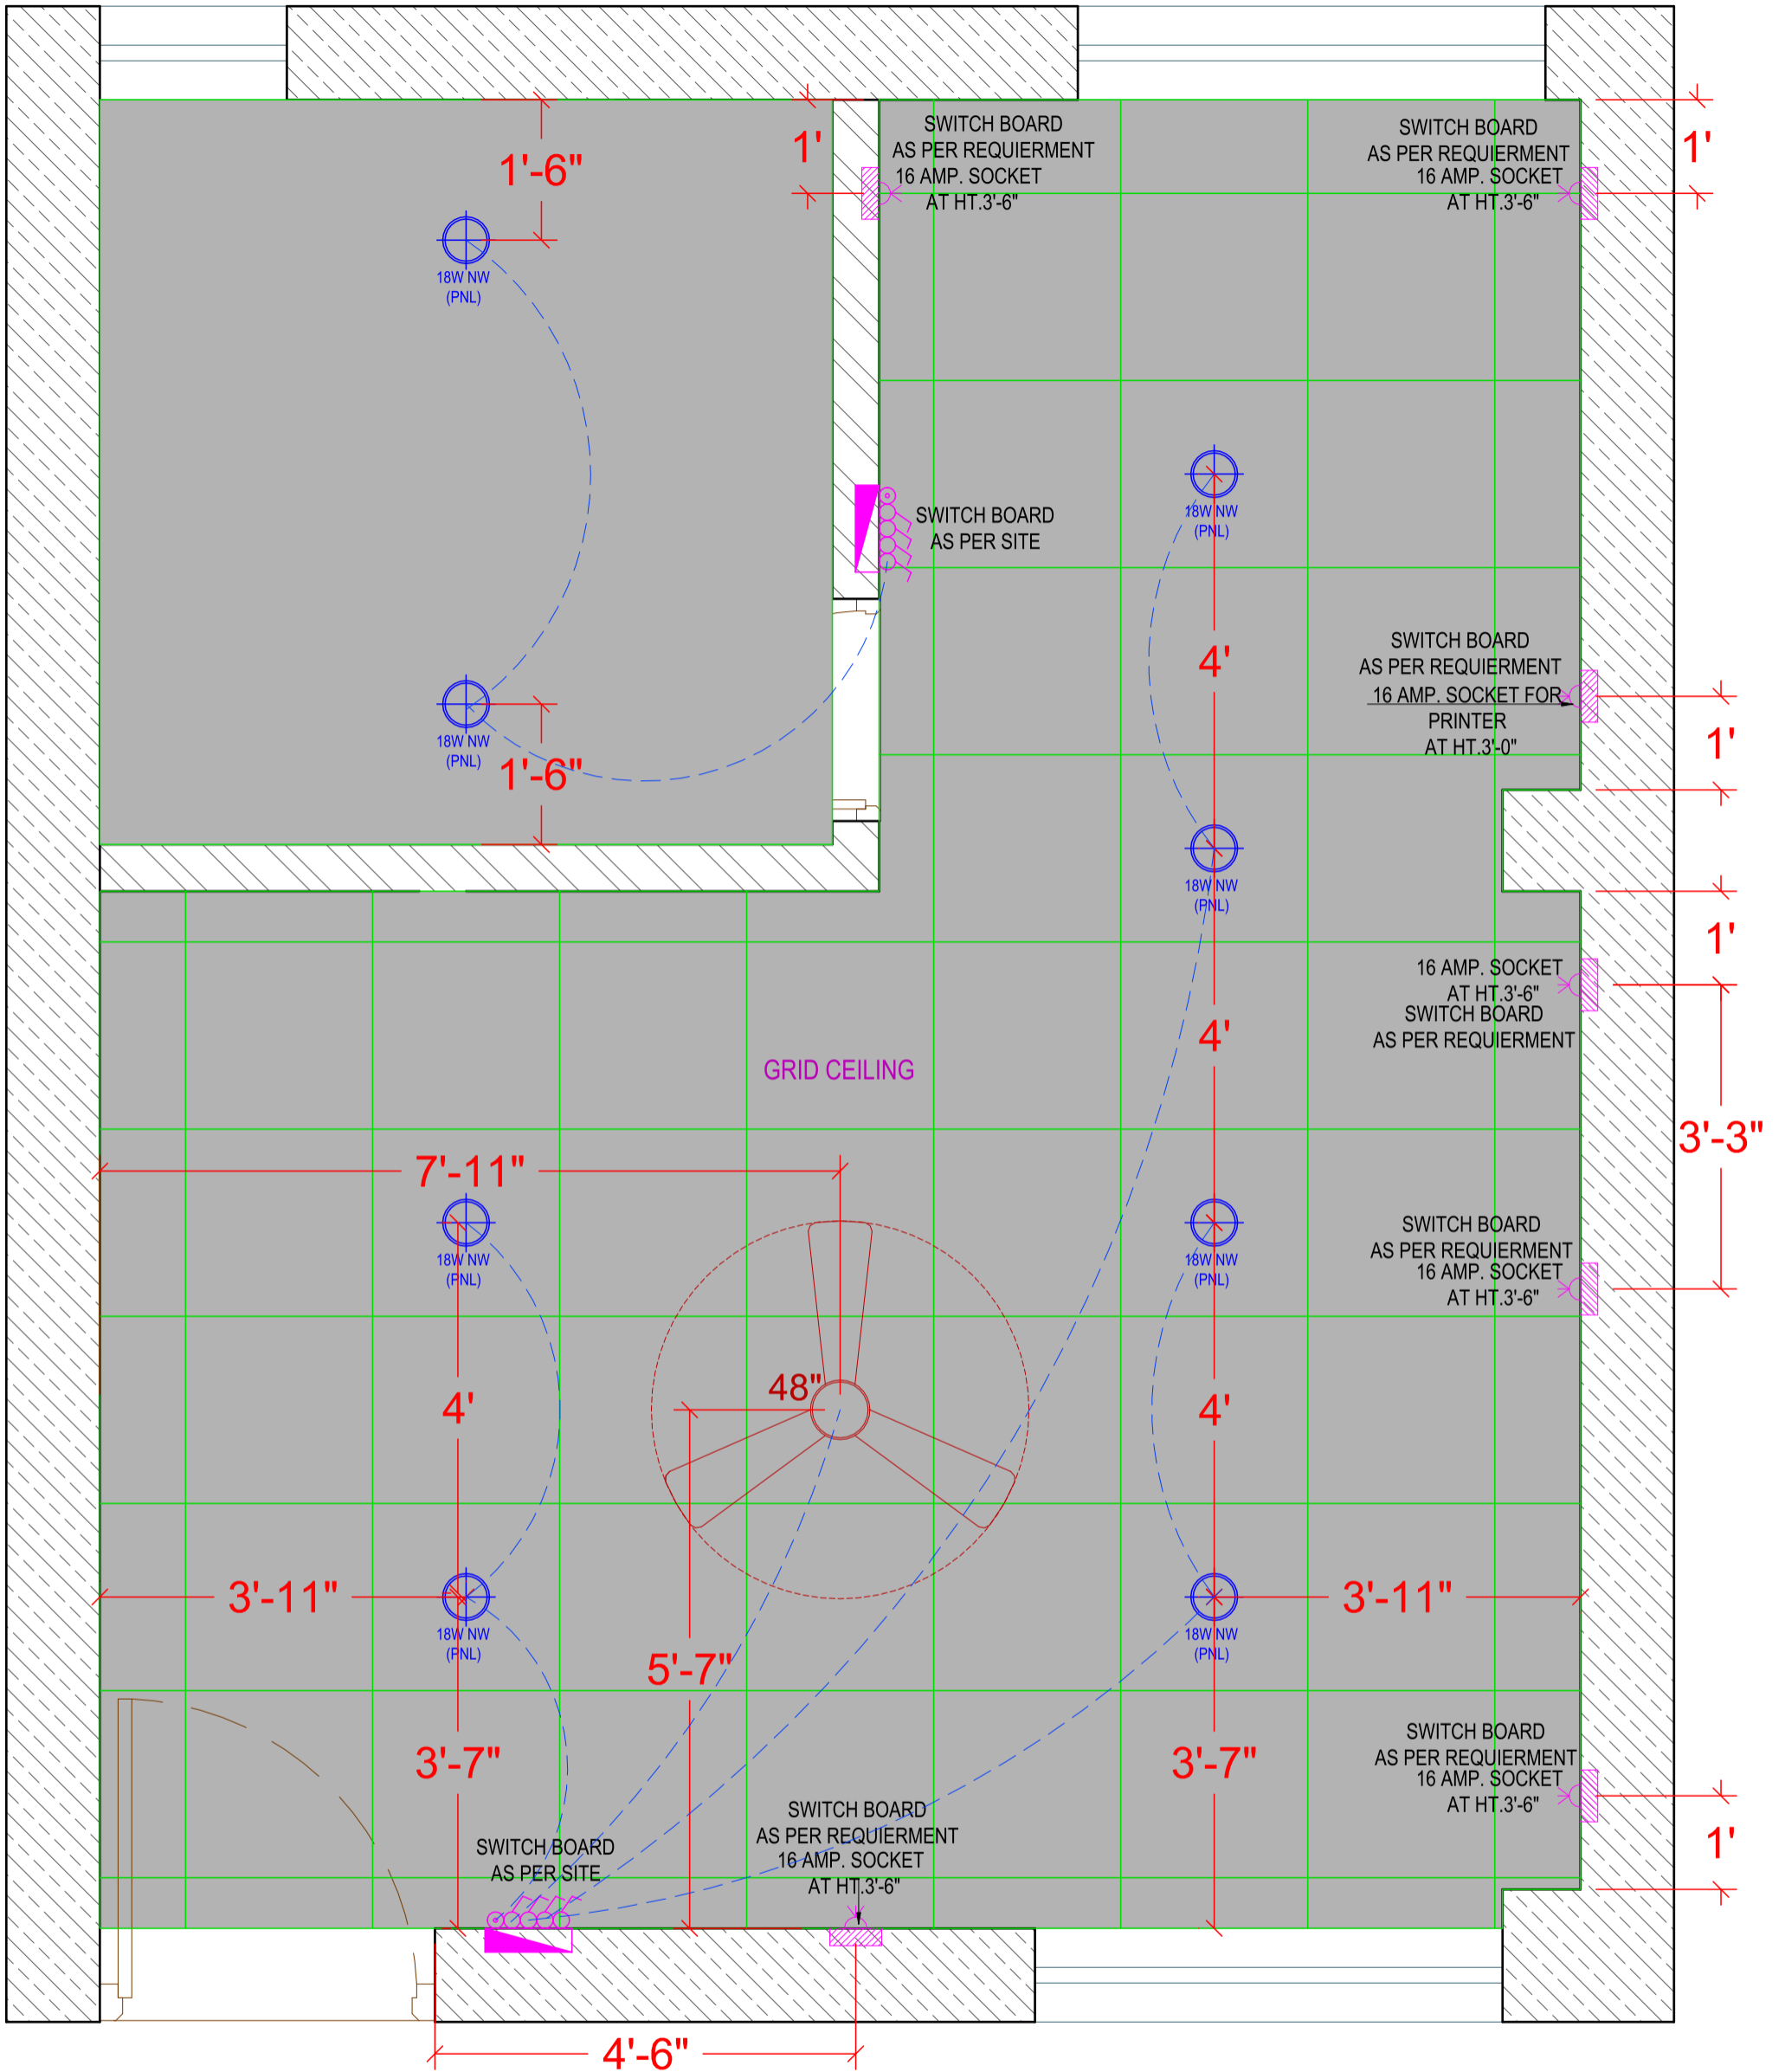 SWITCH BOARD
AS PER REQUIERMENT
16 AMP. SOCKET
AT HT.3'-6"
SWITCH BOARD
AS PER REQUIERMENT
16 AMP. SOCKET
AT HT.3'-6"
1'
1'
1'-6"
18W NW
(PNL)
18W NW
(PNL)
SWITCH BOARD
AS PER SITE
SWITCH BOARD
AS PER REQUIERMENT
16 AMP. SOCKET FOR
PRINTER
AT HT.3'-0"
4'
1'
18W NW
(PNL)
1'-6"
18W NW
(PNL)
1'
16 AMP. SOCKET
AT HT.3'-6"
SWITCH BOARD
AS PER REQUIERMENT
4'
GRID CEILING
3'-3"
7'-11"
18W NW
(PNL)
18W NW
(PNL)
SWITCH BOARD
AS PER REQUIERMENT
16 AMP. SOCKET
AT HT.3'-6"
48"
4'
4'
3'-11"
3'-11"
18W NW
(PNL)
18W NW
(PNL)
5'-7"
3'-7"
3'-7"
SWITCH BOARD
AS PER REQUIERMENT
16 AMP. SOCKET
AT HT.3'-6"
1'
SWITCH BOARD
AS PER SITE
SWITCH BOARD
AS PER REQUIERMENT
16 AMP. SOCKET
AT HT.3'-6"
4'-6"